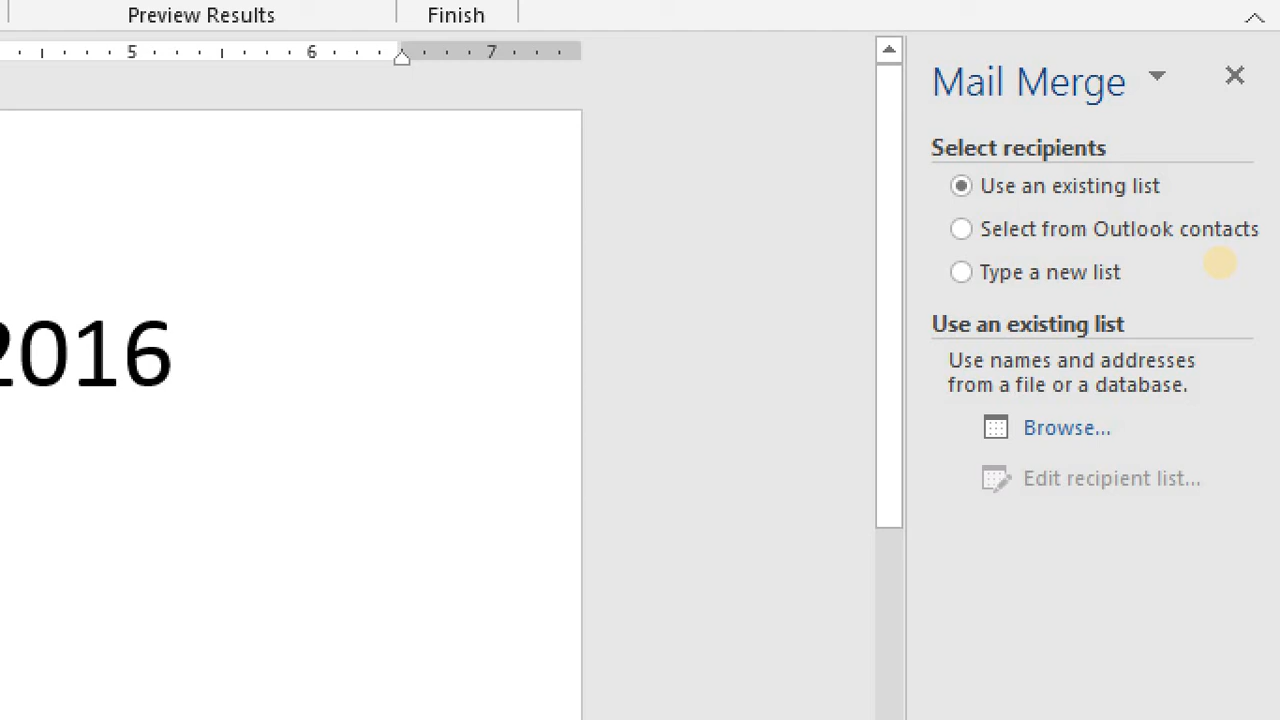 Preview Results
Finish
5 6 7
Mail Merge
Select recipients
Use an existing list
Select from Outlook contacts
Type a new list
2016
Use an existing list
Use names and addresses
from a file or a database.
Browse...
Edit recipient list...